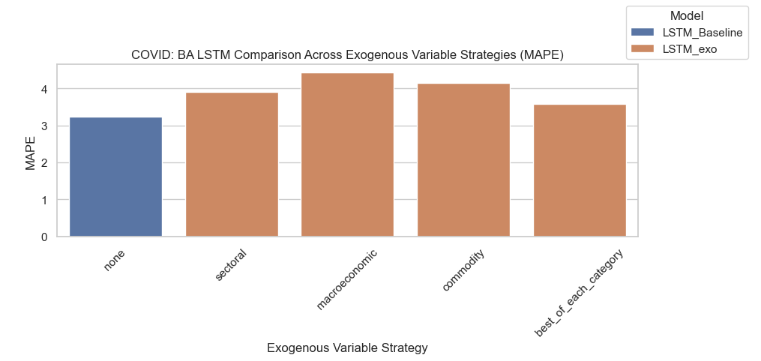 Model
LSTM_Baseline
LSTM_exo
COVID: BA LSTM Comparison Across Exogenous Variable Strategies (MAPE)
MAPE
4
3
2
1
0
none
sectoral
macroeconomic
commodity
best_of_each_category
Exogenous Variable Strategy